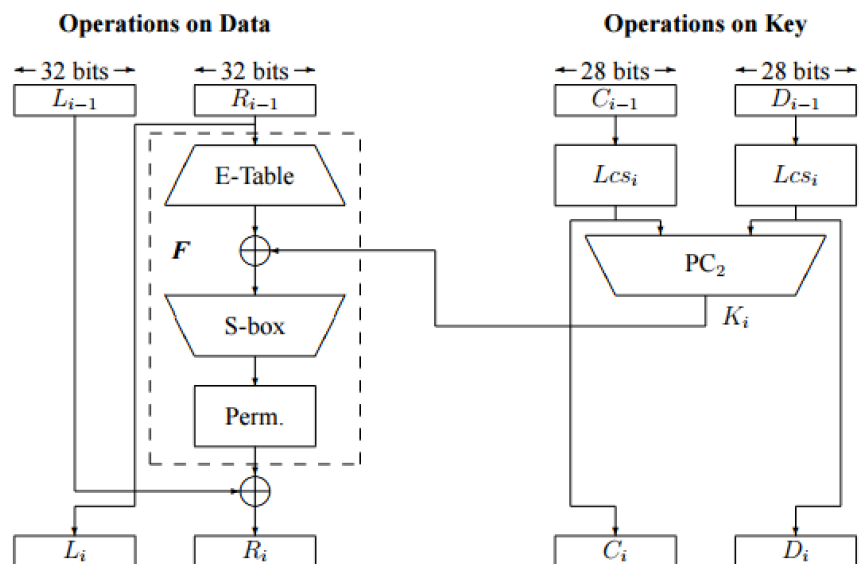 Operations on Data
Operations on Key
32 bits
32 bits
28 bits
28 bits
L_{i-1}
R_{i-1}
C_{i-1}
D_{i-1}
E-Table
Lcs_i
Lcs_i
F
PC_2
S-box
K_i
Perm.
L_i
R_i
C_i
D_i